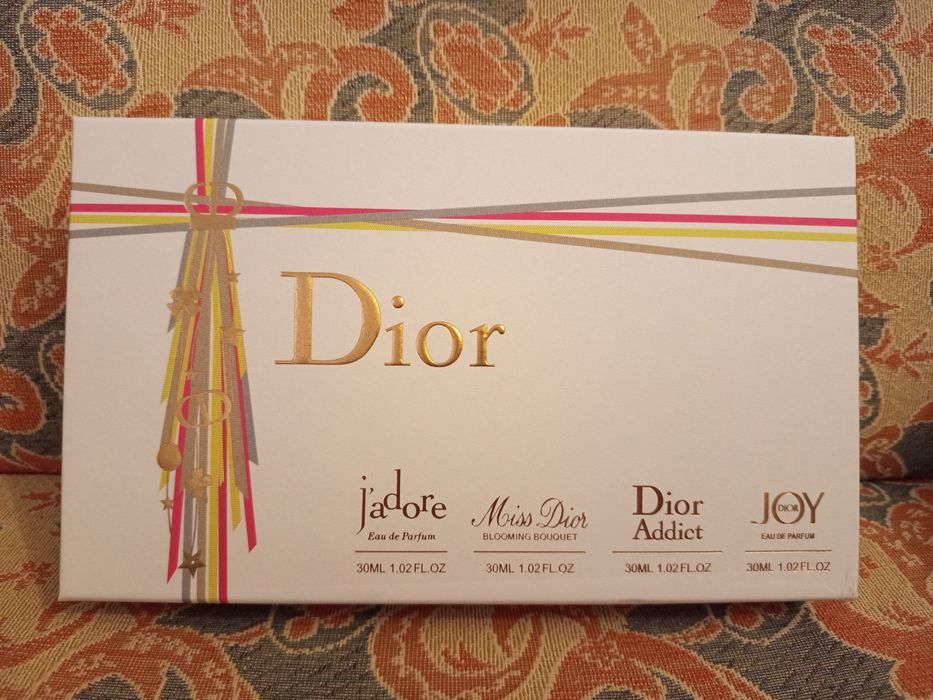 Dior
j'adore
Eau de Parfum
30ML 1.02 FL.OZ
Miss Dior
BLOOMING BOUQUET
30ML 1.02 FL.OZ
Dior
Addict
30ML 1.02 FL.OZ
JOY
DIOR
EAU DE PARFUM
30ML 1.02 FL.OZ